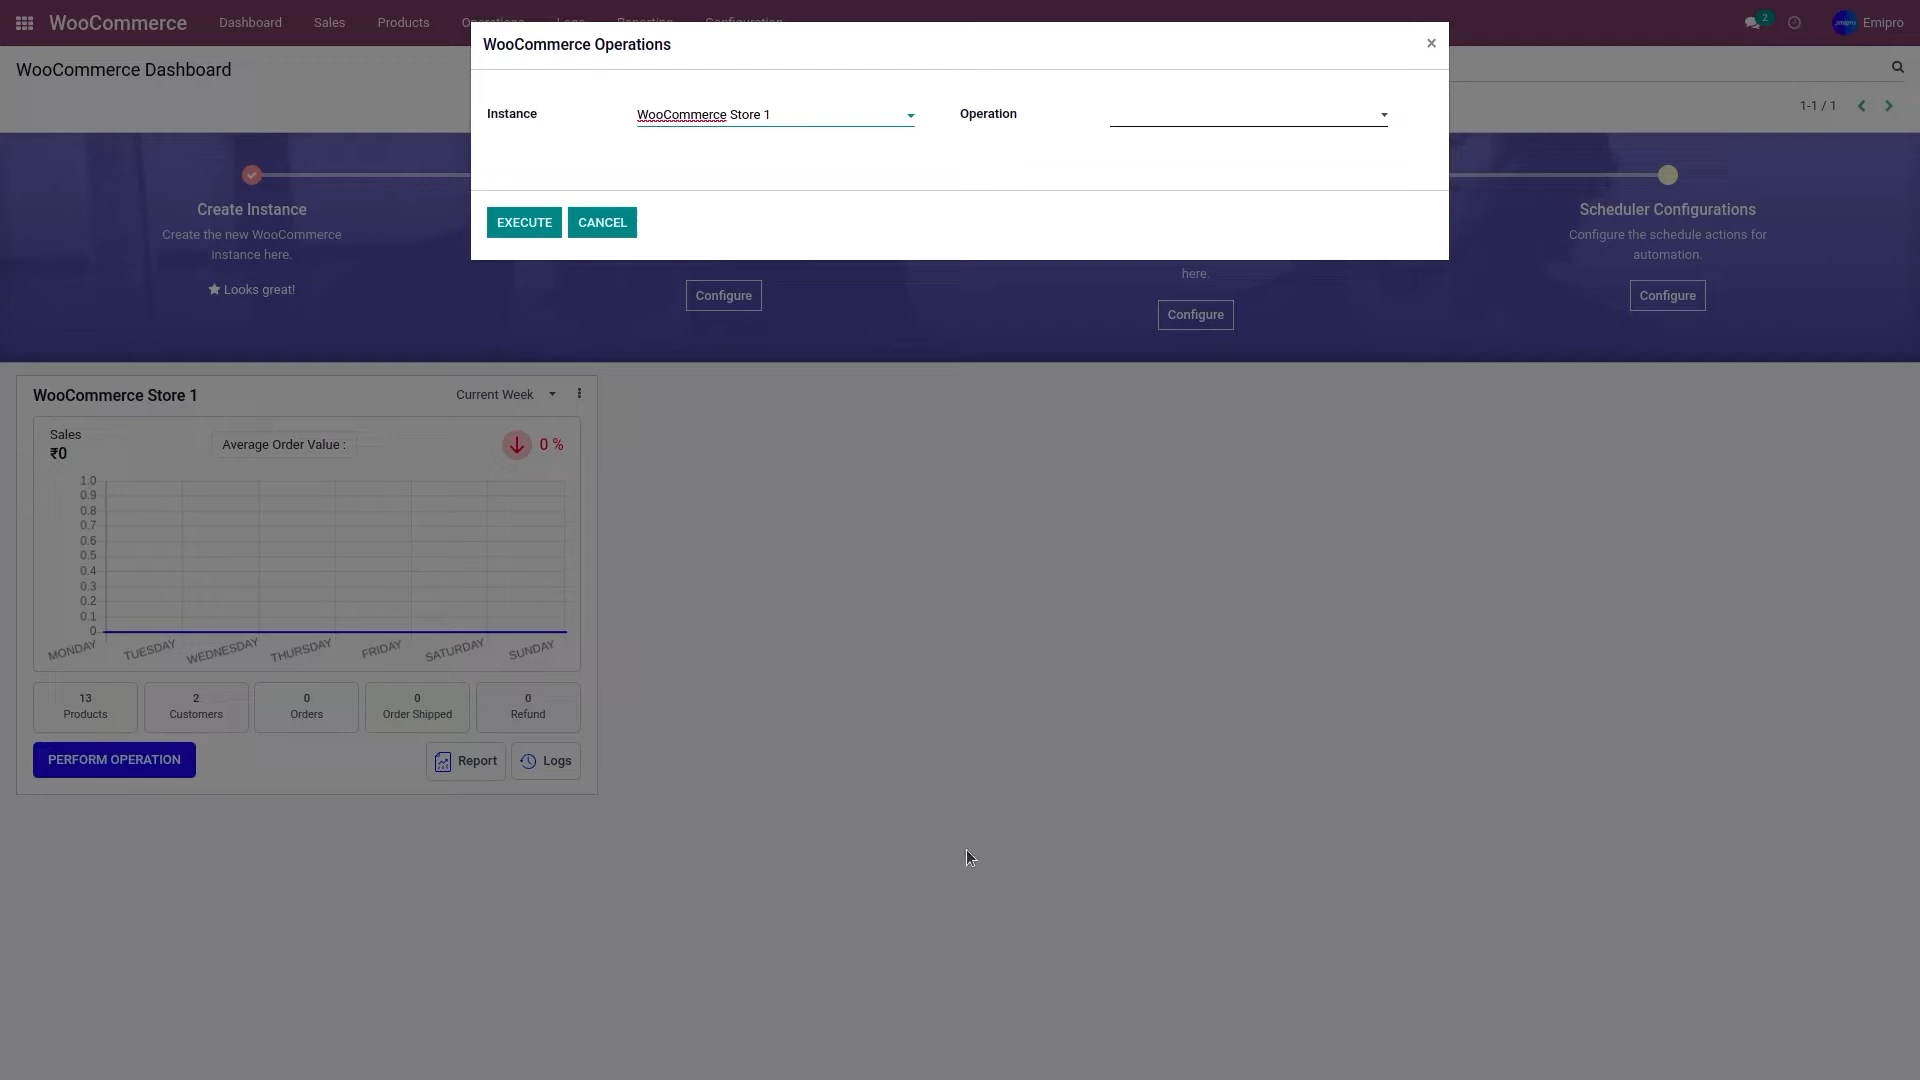 WooCommerce
Dashboard
Sales
Products
Operations
Logs
Reporting
Configuration
2
Emipro
WooCommerce Dashboard
1-1 / 1
WooCommerce Operations
×
Instance
WooCommerce Store 1
Operation
EXECUTE
CANCEL
Create Instance
Create the new WooCommerce
instance here.
Looks great!
Configure
here.
Configure
Scheduler Configurations
Configure the schedule actions for
automation.
Configure
WooCommerce Store 1
Current Week
Sales
₹0
Average Order Value :
0 %
1.0
0.9
0.8
0.7
0.6
0.5
0.4
0.3
0.2
0.1
0
MONDAY
TUESDAY
WEDNESDAY
THURSDAY
FRIDAY
SATURDAY
SUNDAY
13
Products
2
Customers
0
Orders
0
Order Shipped
0
Refund
PERFORM OPERATION
Report
Logs